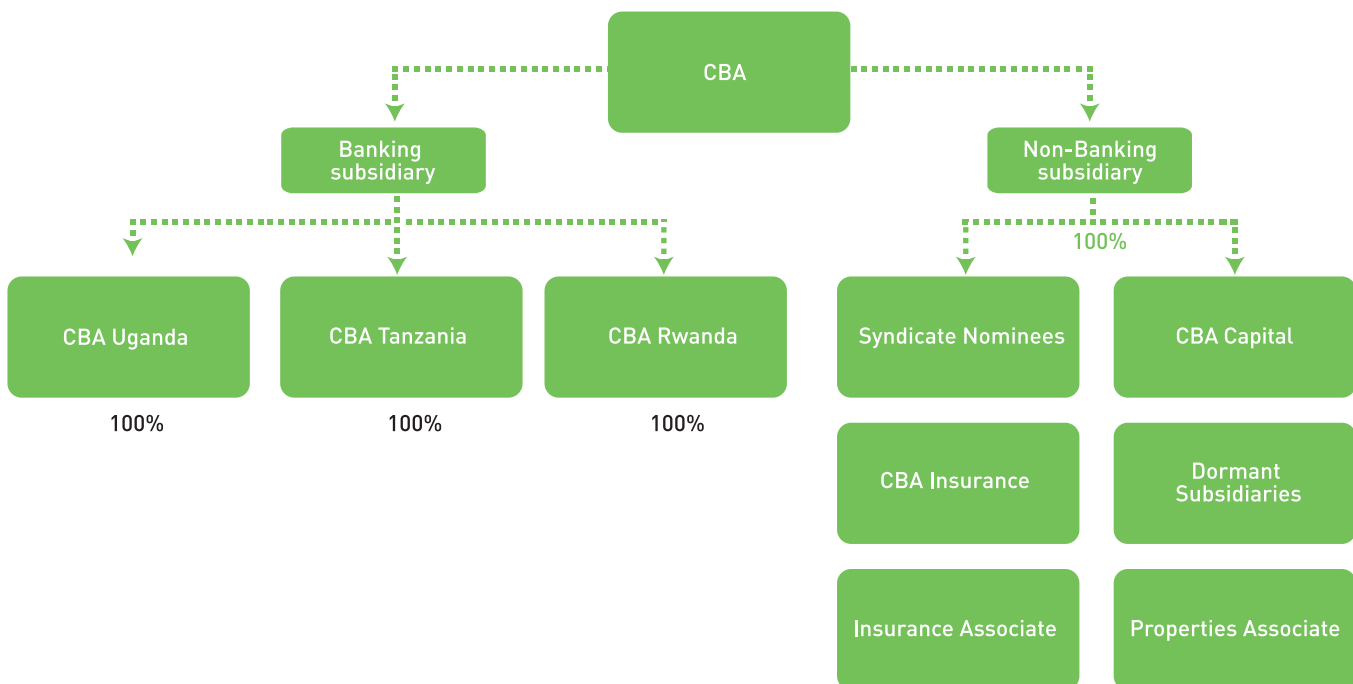 CBA
Banking
subsidiary
Non-Banking
subsidiary
100%
CBA Uganda
CBA Tanzania
CBA Rwanda
Syndicate Nominees
CBA Capital
100%
100%
100%
CBA Insurance
Dormant
Subsidiaries
Insurance Associate
Properties Associate